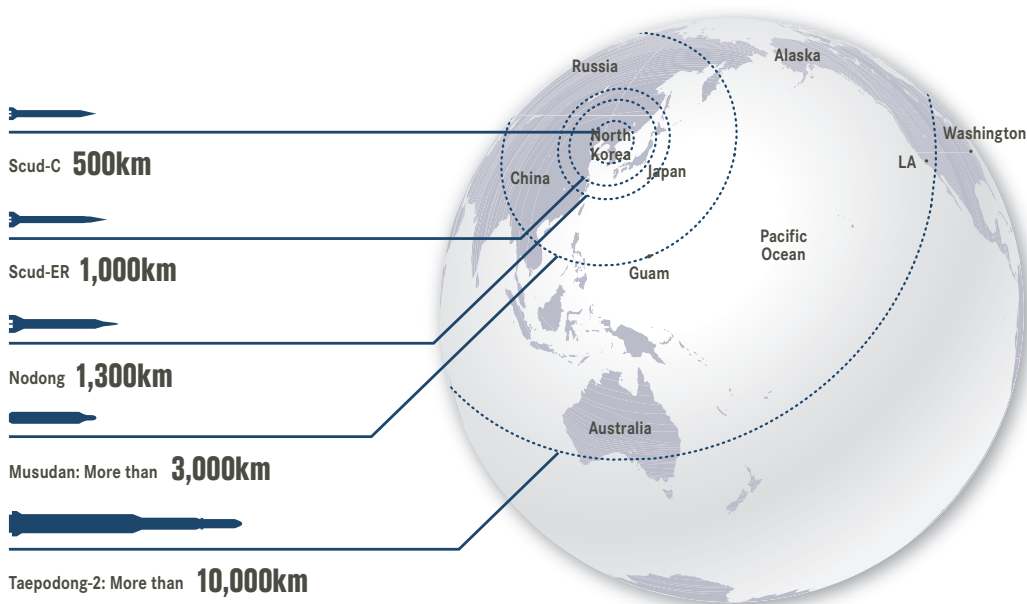 Scud-C 500km
Scud-ER 1,000km
Nodong 1,300km
Musudan: More than 3,000km
Taepodong-2: More than 10,000km
Russia
Alaska
North
Korea
Washington
LA
China
Japan
Pacific
Ocean
Guam
Australia